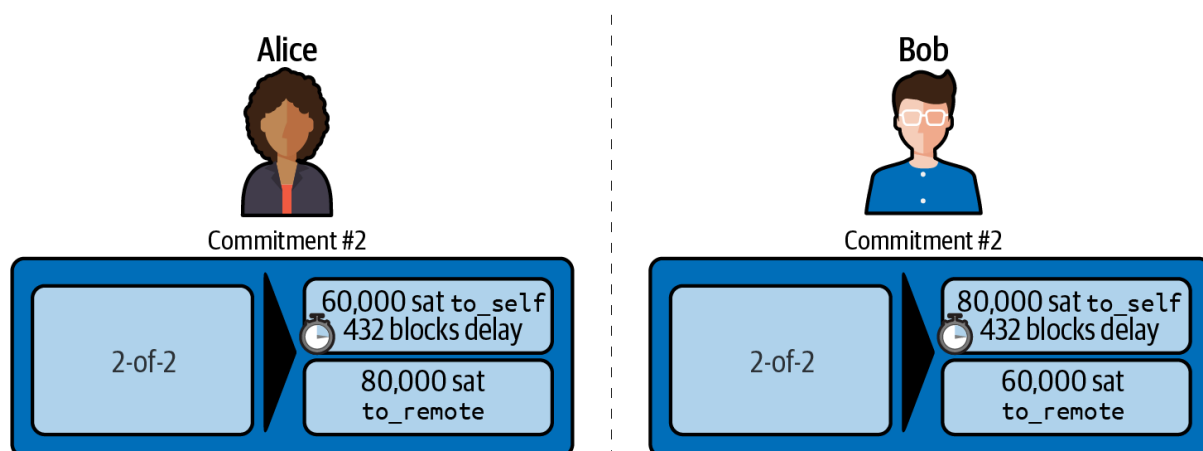 Alice
Commitment #2
2-of-2
60,000 sat to_self
432 blocks delay
80,000 sat
to_remote
Bob
Commitment #2
2-of-2
80,000 sat to_self
432 blocks delay
60,000 sat
to_remote